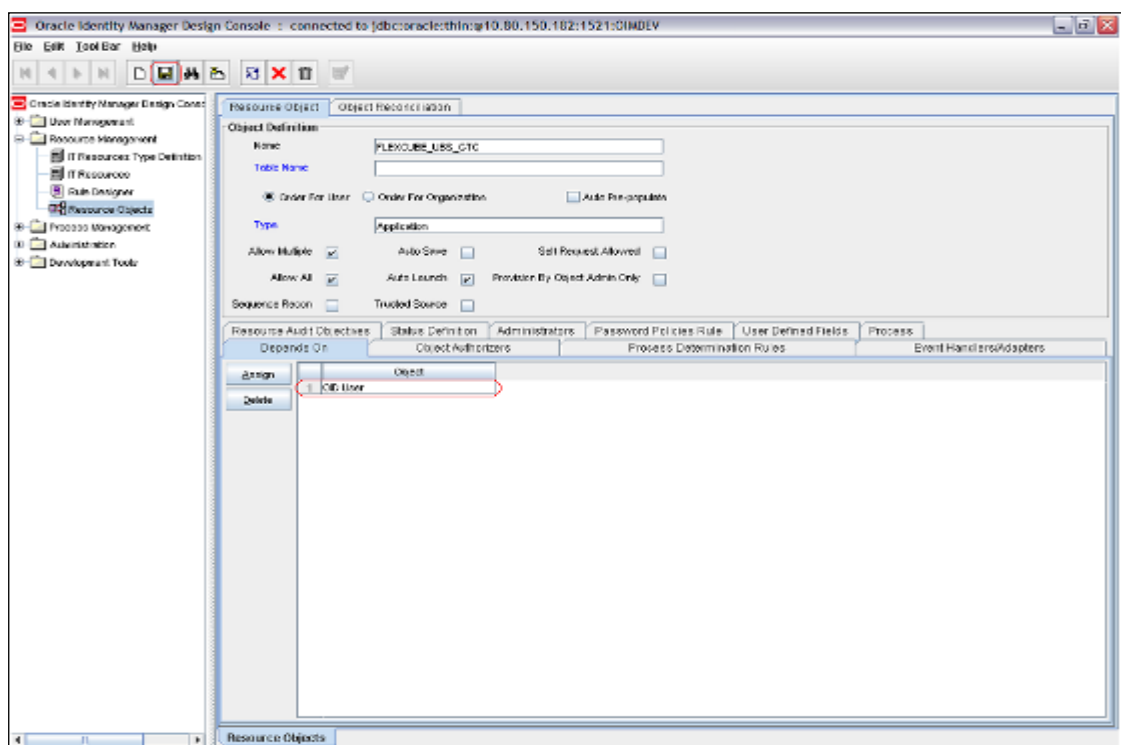 Oracle Identity Manager Design Console : connected to jdbc:oracle:thin:@10.80.150.182:1521:OIMDEV
File Edit Tool Bar Help
Oracle Identity Manager Design Cons
User Management
Resource Management
IT Resources Type Definition
IT Resources
Rule Designer
Resource Objects
Process Management
Administration
Development Tools
Resource Object Object Reconciliation
Object Definition
Name FLEXCUBE_UBS_GTC
Table Name
Order For User Order For Organization Auto Pre-populate
Type Application
Allow Multiple Auto Save Self Request Allowed
Allow All Auto Launch Provision By Object Admin Only
Sequence Recon Trusted Source
Resource Audit Objectives Status Definition Administrators Password Policies Rule User Defined Fields Process
Depends On Object Authorizers Process Determination Rules Event Handlers/Adapters
Assign Object
1 OID User
Delete
Resource Objects